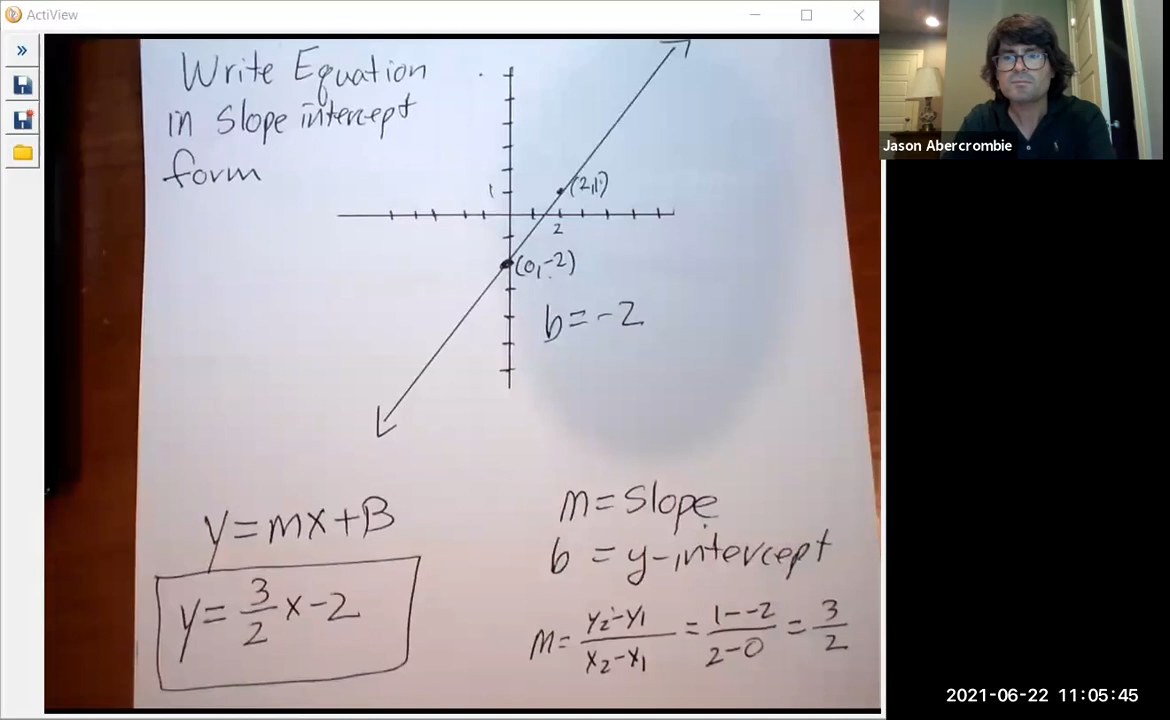 ActiView
»
Write Equation
in slope intercept
form
1
(2,1)
2
(0,-2)
b=-2
y=mx+B
y=3/2x-2
m=slope
b=y-intercept
m=y₂-y₁/x₂-x₁=1--2/2-0=3/2
Jason Abercrombie
2021-06-22 11:05:45